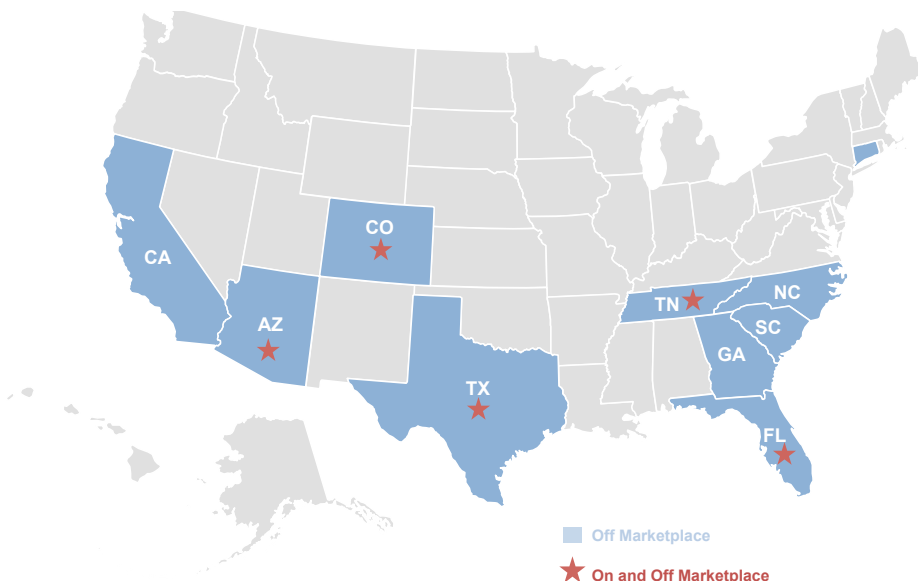 CO
CA
AZ
TX
TN
NC
SC
GA
FL
Off Marketplace
On and Off Marketplace